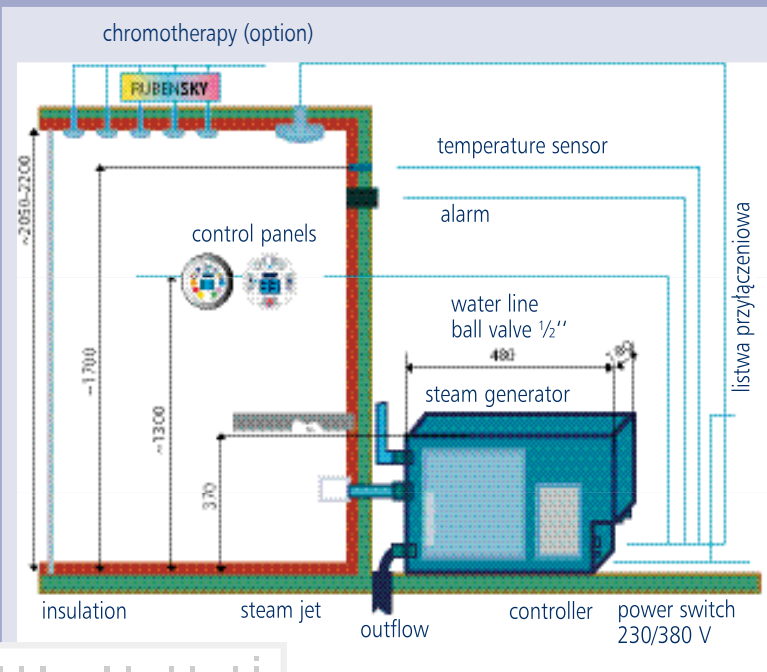 chromotherapy (option)
RUBENSKY
temperature sensor
~2050-2200
alarm
control panels
listwa przyłączeniowa
water line
ball valve ½’’
480
180
~1700
steam generator
~1300
370
insulation
steam jet
outflow
controller
power switch
230/380 V